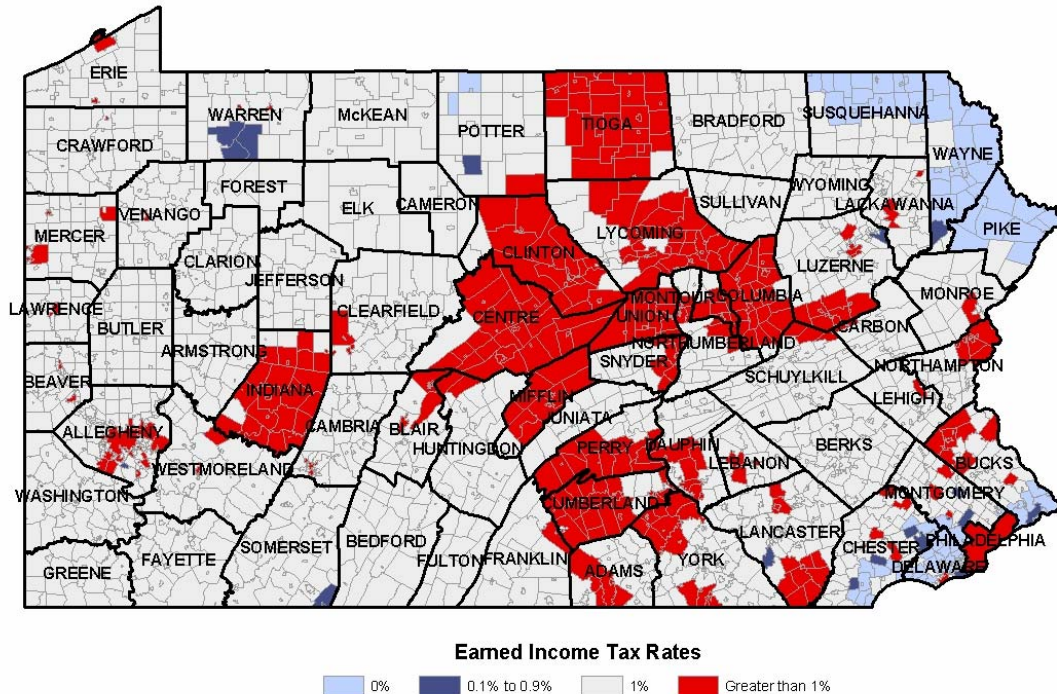 ERIE
CRAWFORD
WARREN
McKEAN
POTTER
TIOGA
BRADFORD
SUSQUEHANNA
WAYNE
FOREST
VENANGO
ELK
CAMERON
SULLIVAN
WYOMING
LACKAWANNA
PIKE
MERCER
CLARION
JEFFERSON
CLINTON
LYCOMING
LUZERNE
MONROE
LAWRENCE
BUTLER
CLEARFIELD
CENTRE
MONTOUR
COLUMBIA
UNION
CARBON
BEAVER
ARMSTRONG
INDIANA
SNYDER
NORTHUMBERLAND
SCHUYLKILL
NORTHAMPTON
LEHIGH
ALLEGHENY
CAMBRIA
BLAIR
HUNTINGDON
MIFFLIN
JUNIATA
PERRY
DAUPHIN
LEBANON
BERKS
BUCKS
WESTMORELAND
WASHINGTON
CUMBERLAND
LANCASTER
MONTGOMERY
GREENE
FAYETTE
SOMERSET
BEDFORD
FULTON
FRANKLIN
ADAMS
YORK
CHESTER
DELAWARE
PHILADELPHIA
Earned Income Tax Rates
0% 0.1% to 0.9% 1% Greater than 1%